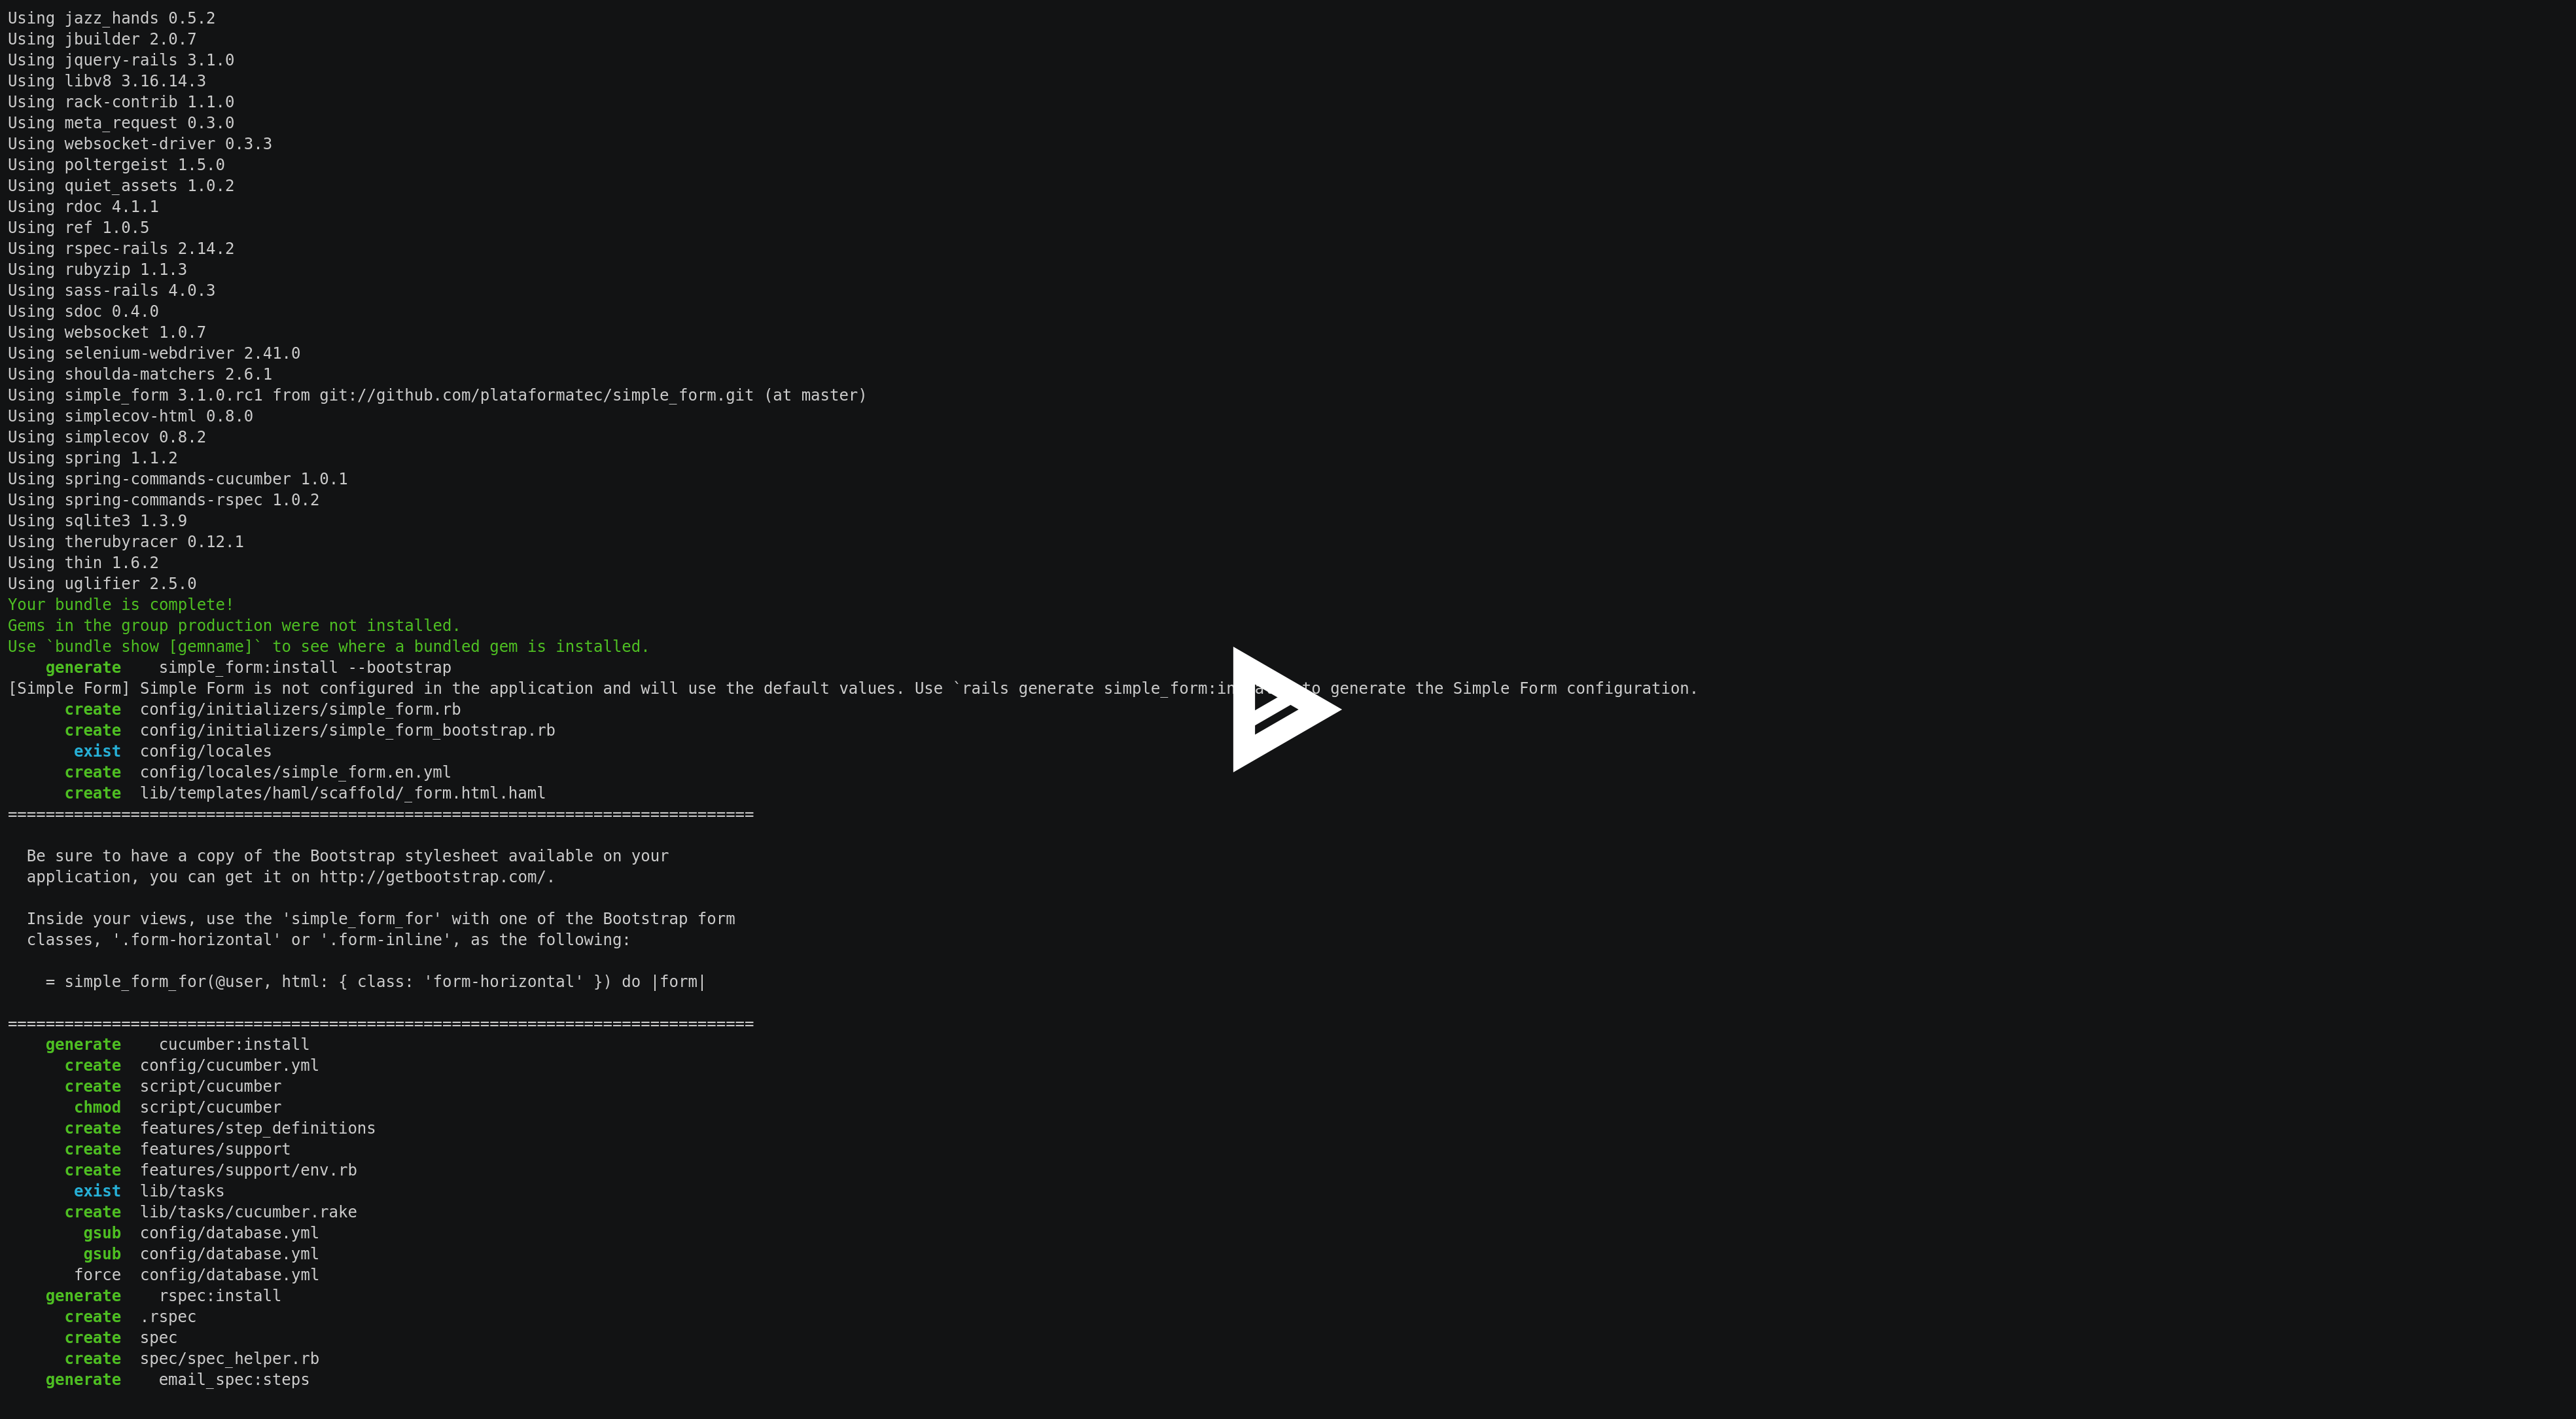 Using jazz_hands 0.5.2
Using jbuilder 2.0.7
Using jquery-rails 3.1.0
Using libv8 3.16.14.3
Using rack-contrib 1.1.0
Using meta_request 0.3.0
Using websocket-driver 0.3.3
Using poltergeist 1.5.0
Using quiet_assets 1.0.2
Using rdoc 4.1.1
Using ref 1.0.5
Using rspec-rails 2.14.2
Using rubyzip 1.1.3
Using sass-rails 4.0.3
Using sdoc 0.4.0
Using websocket 1.0.7
Using selenium-webdriver 2.41.0
Using shoulda-matchers 2.6.1
Using simple_form 3.1.0.rc1 from git://github.com/plataformatec/simple_form.git (at master)
Using simplecov-html 0.8.0
Using simplecov 0.8.2
Using spring 1.1.2
Using spring-commands-cucumber 1.0.1
Using spring-commands-rspec 1.0.2
Using sqlite3 1.3.9
Using therubyracer 0.12.1
Using thin 1.6.2
Using uglifier 2.5.0
Your bundle is complete!
Gems in the group production were not installed.
Use `bundle show [gemname]` to see where a bundled gem is installed.
generate simple_form:install --bootstrap
[Simple Form] Simple Form is not configured in the application and will use the default values. Use `rails generate to generate the Simple Form configuration.
create config/initializers/simple_form.rb
create config/initializers/simple_form_bootstrap.rb
exist config/locales
create config/locales/simple_form.en.yml
create lib/templates/haml/scaffold/_form.html.haml
===============================================================================
Be sure to have a copy of the Bootstrap stylesheet available on your
application, you can get it on http://getbootstrap.com/.
Inside your views, use the 'simple_form_for' with one of the Bootstrap form
classes, '.form-horizontal' or '.form-inline', as the following:
= simple_form_for(@user, html: { class: 'form-horizontal' }) do |form|
===============================================================================
generate cucumber:install
create config/cucumber.yml
create script/cucumber
chmod script/cucumber
create features/step_definitions
create features/support
create features/support/env.rb
exist lib/tasks
create lib/tasks/cucumber.rake
gsub config/database.yml
gsub config/database.yml
force config/database.yml
generate rspec:install
create .rspec
create spec
create spec/spec_helper.rb
generate email_spec:steps